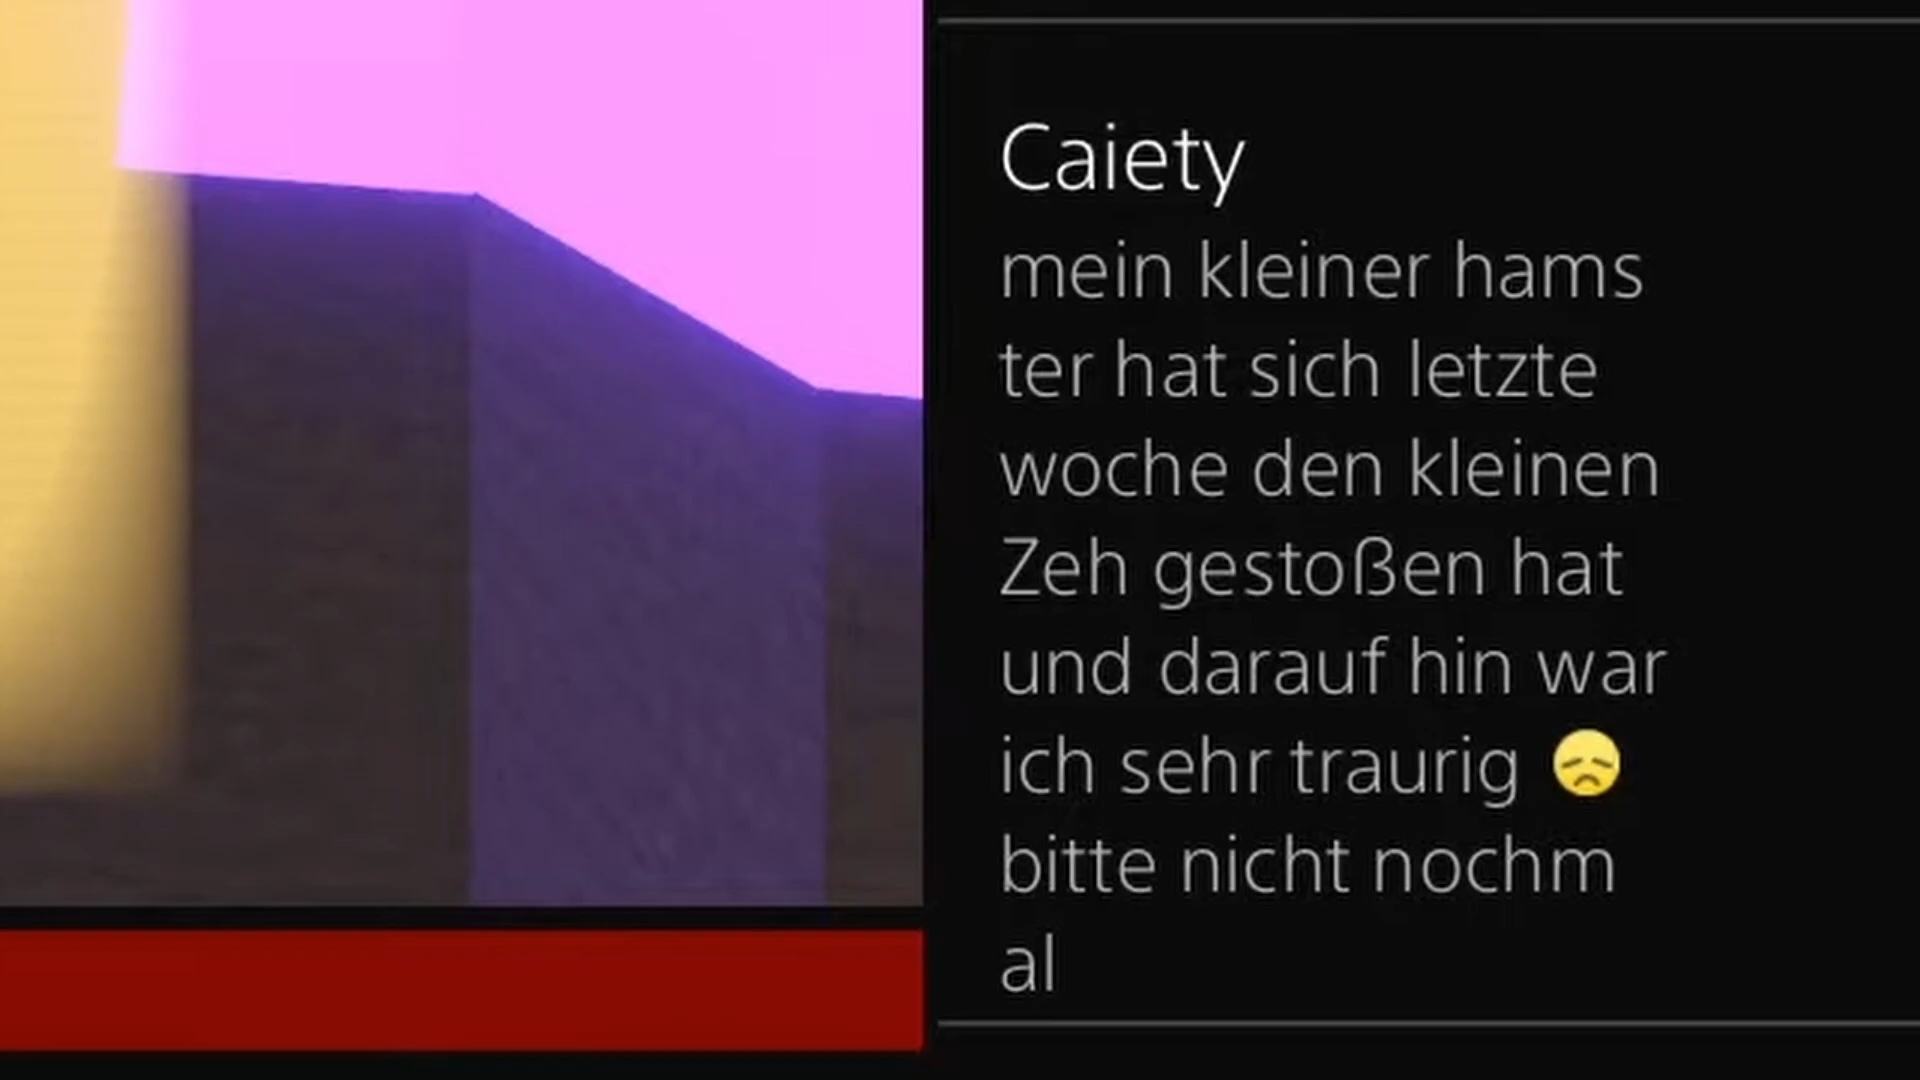 Caiety
mein kleiner hams
ter hat sich letzte
woche den kleinen
Zeh gestoßen hat
und darauf hin war
ich sehr traurig 😞
bitte nicht nochm
al